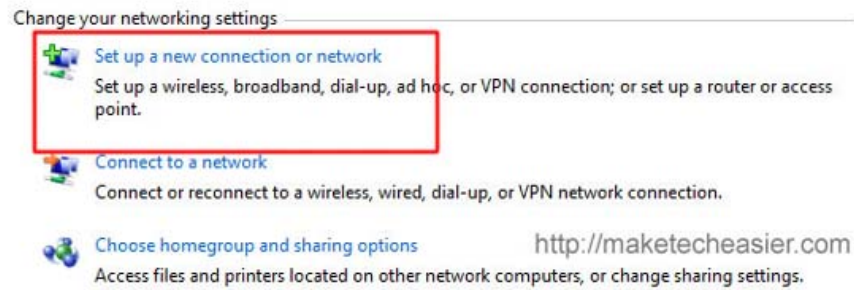 Change your networking settings
Set up a new connection or network
Set up a wireless, broadband, dial-up, ad hoc, or VPN connection; or set up a router or access
point.
Connect to a network
Connect or reconnect to a wireless, wired, dial-up, or VPN network connection.
Choose homegroup and sharing options
http://maketecheasier.com
Access files and printers located on other network computers, or change sharing settings.